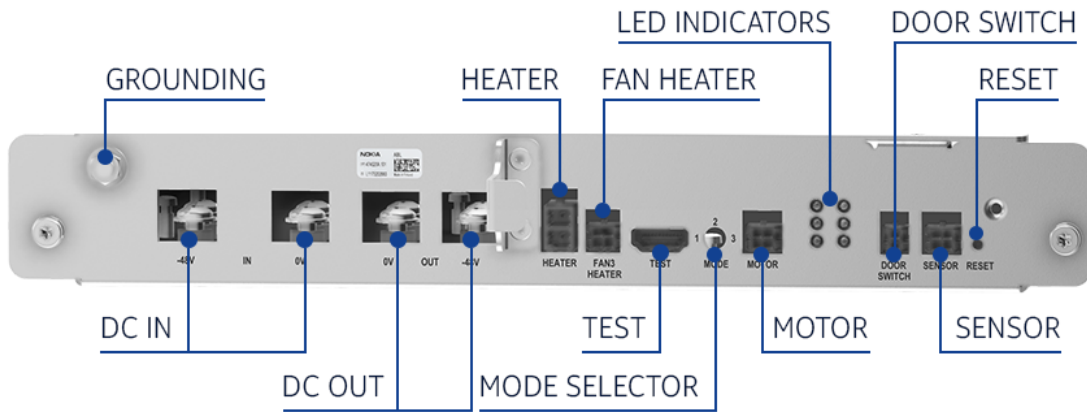 LED INDICATORS
DOOR SWITCH
GROUNDING
HEATER
FAN HEATER
RESET
NOKIA
ABL
-48V
IN
0V
0V
OUT
-48V
HEATER
FAN3
HEATER
TEST
1
2
3
MODE
MOTOR
DOOR
SWITCH
SENSOR
RESET
DC IN
TEST
MOTOR
SENSOR
DC OUT
MODE SELECTOR